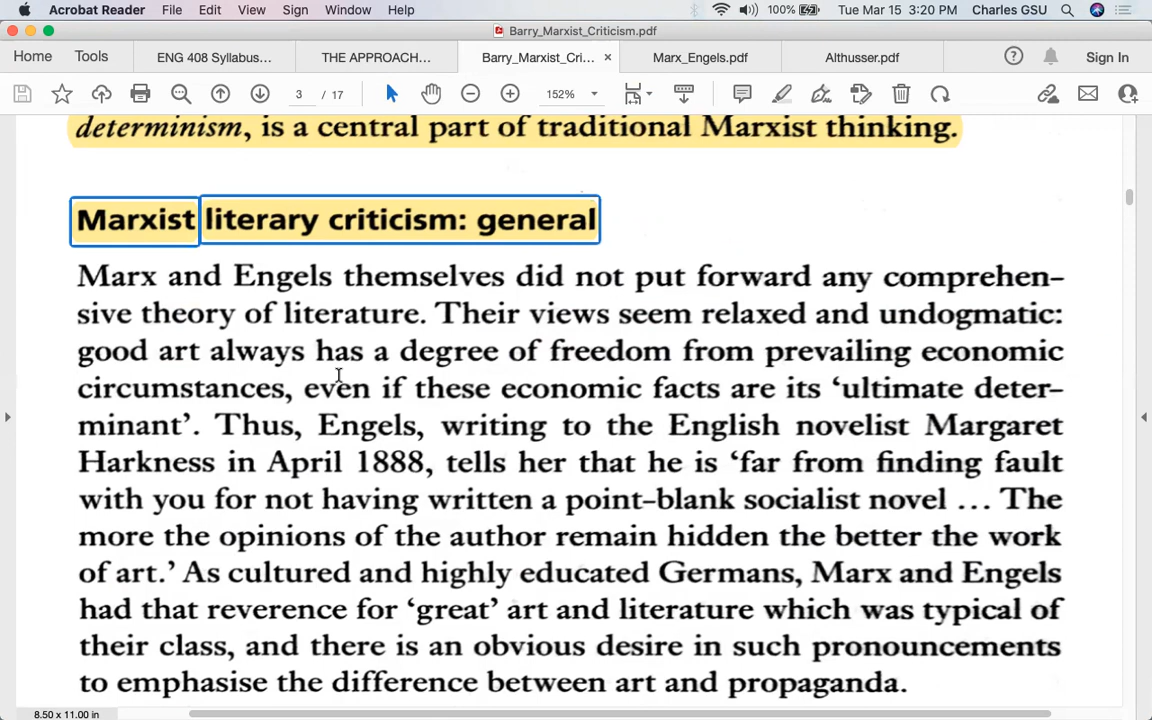 Acrobat Reader File Edit View Sign Window Help 100% Tue Mar 15 3:20 PM Charles GSU
Barry_Marxist_Criticism.pdf
Home Tools ENG 408 Syllabus... THE APPROACH... Barry_Marxist_Cri... × Marx_Engels.pdf Althusser.pdf Sign In
3 / 17 152%
determinism, is a central part of traditional Marxist thinking.
Marxist literary criticism: general
Marx and Engels themselves did not put forward any comprehen-
sive theory of literature. Their views seem relaxed and undogmatic:
good art always has a degree of freedom from prevailing economic
circumstances, even if these economic facts are its ‘ultimate deter-
minant’. Thus, Engels, writing to the English novelist Margaret
Harkness in April 1888, tells her that he is ‘far from finding fault
with you for not having written a point-blank socialist novel … The
more the opinions of the author remain hidden the better the work
of art.’ As cultured and highly educated Germans, Marx and Engels
had that reverence for ‘great’ art and literature which was typical of
their class, and there is an obvious desire in such pronouncements
to emphasise the difference between art and propaganda.
8.50 x 11.00 in